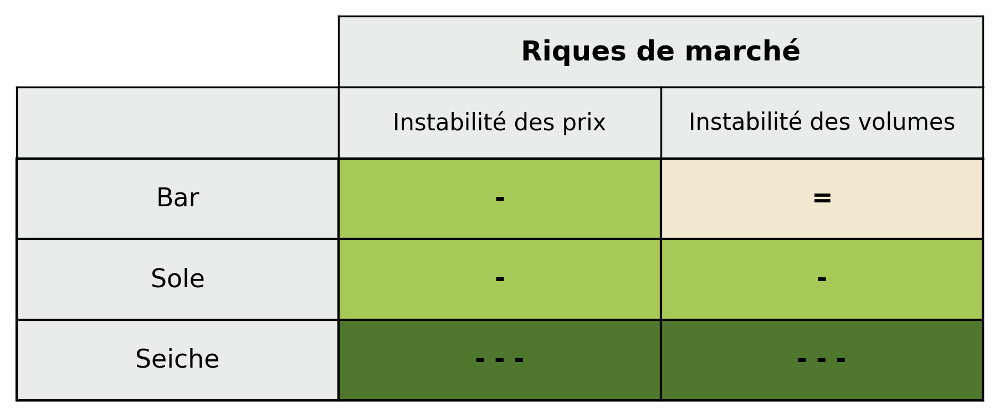 Riques de marché
Instabilité des prix Instabilité des volumes
Bar - =
Sole - -
Seiche - - - - - -